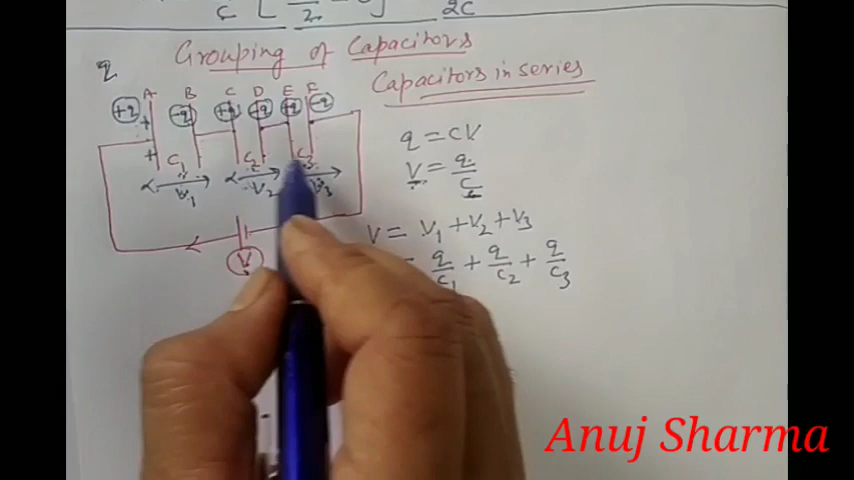 2C
Grouping of Capacitors
Capacitors in series
q
A B C D E F
+q -q +q -q +q -q
C1 C2 C3
V1 V2 V3
V
q = CV
V = q/C
V = V1 + V2 + V3
= q/C1 + q/C2 + q/C3
Anuj Sharma